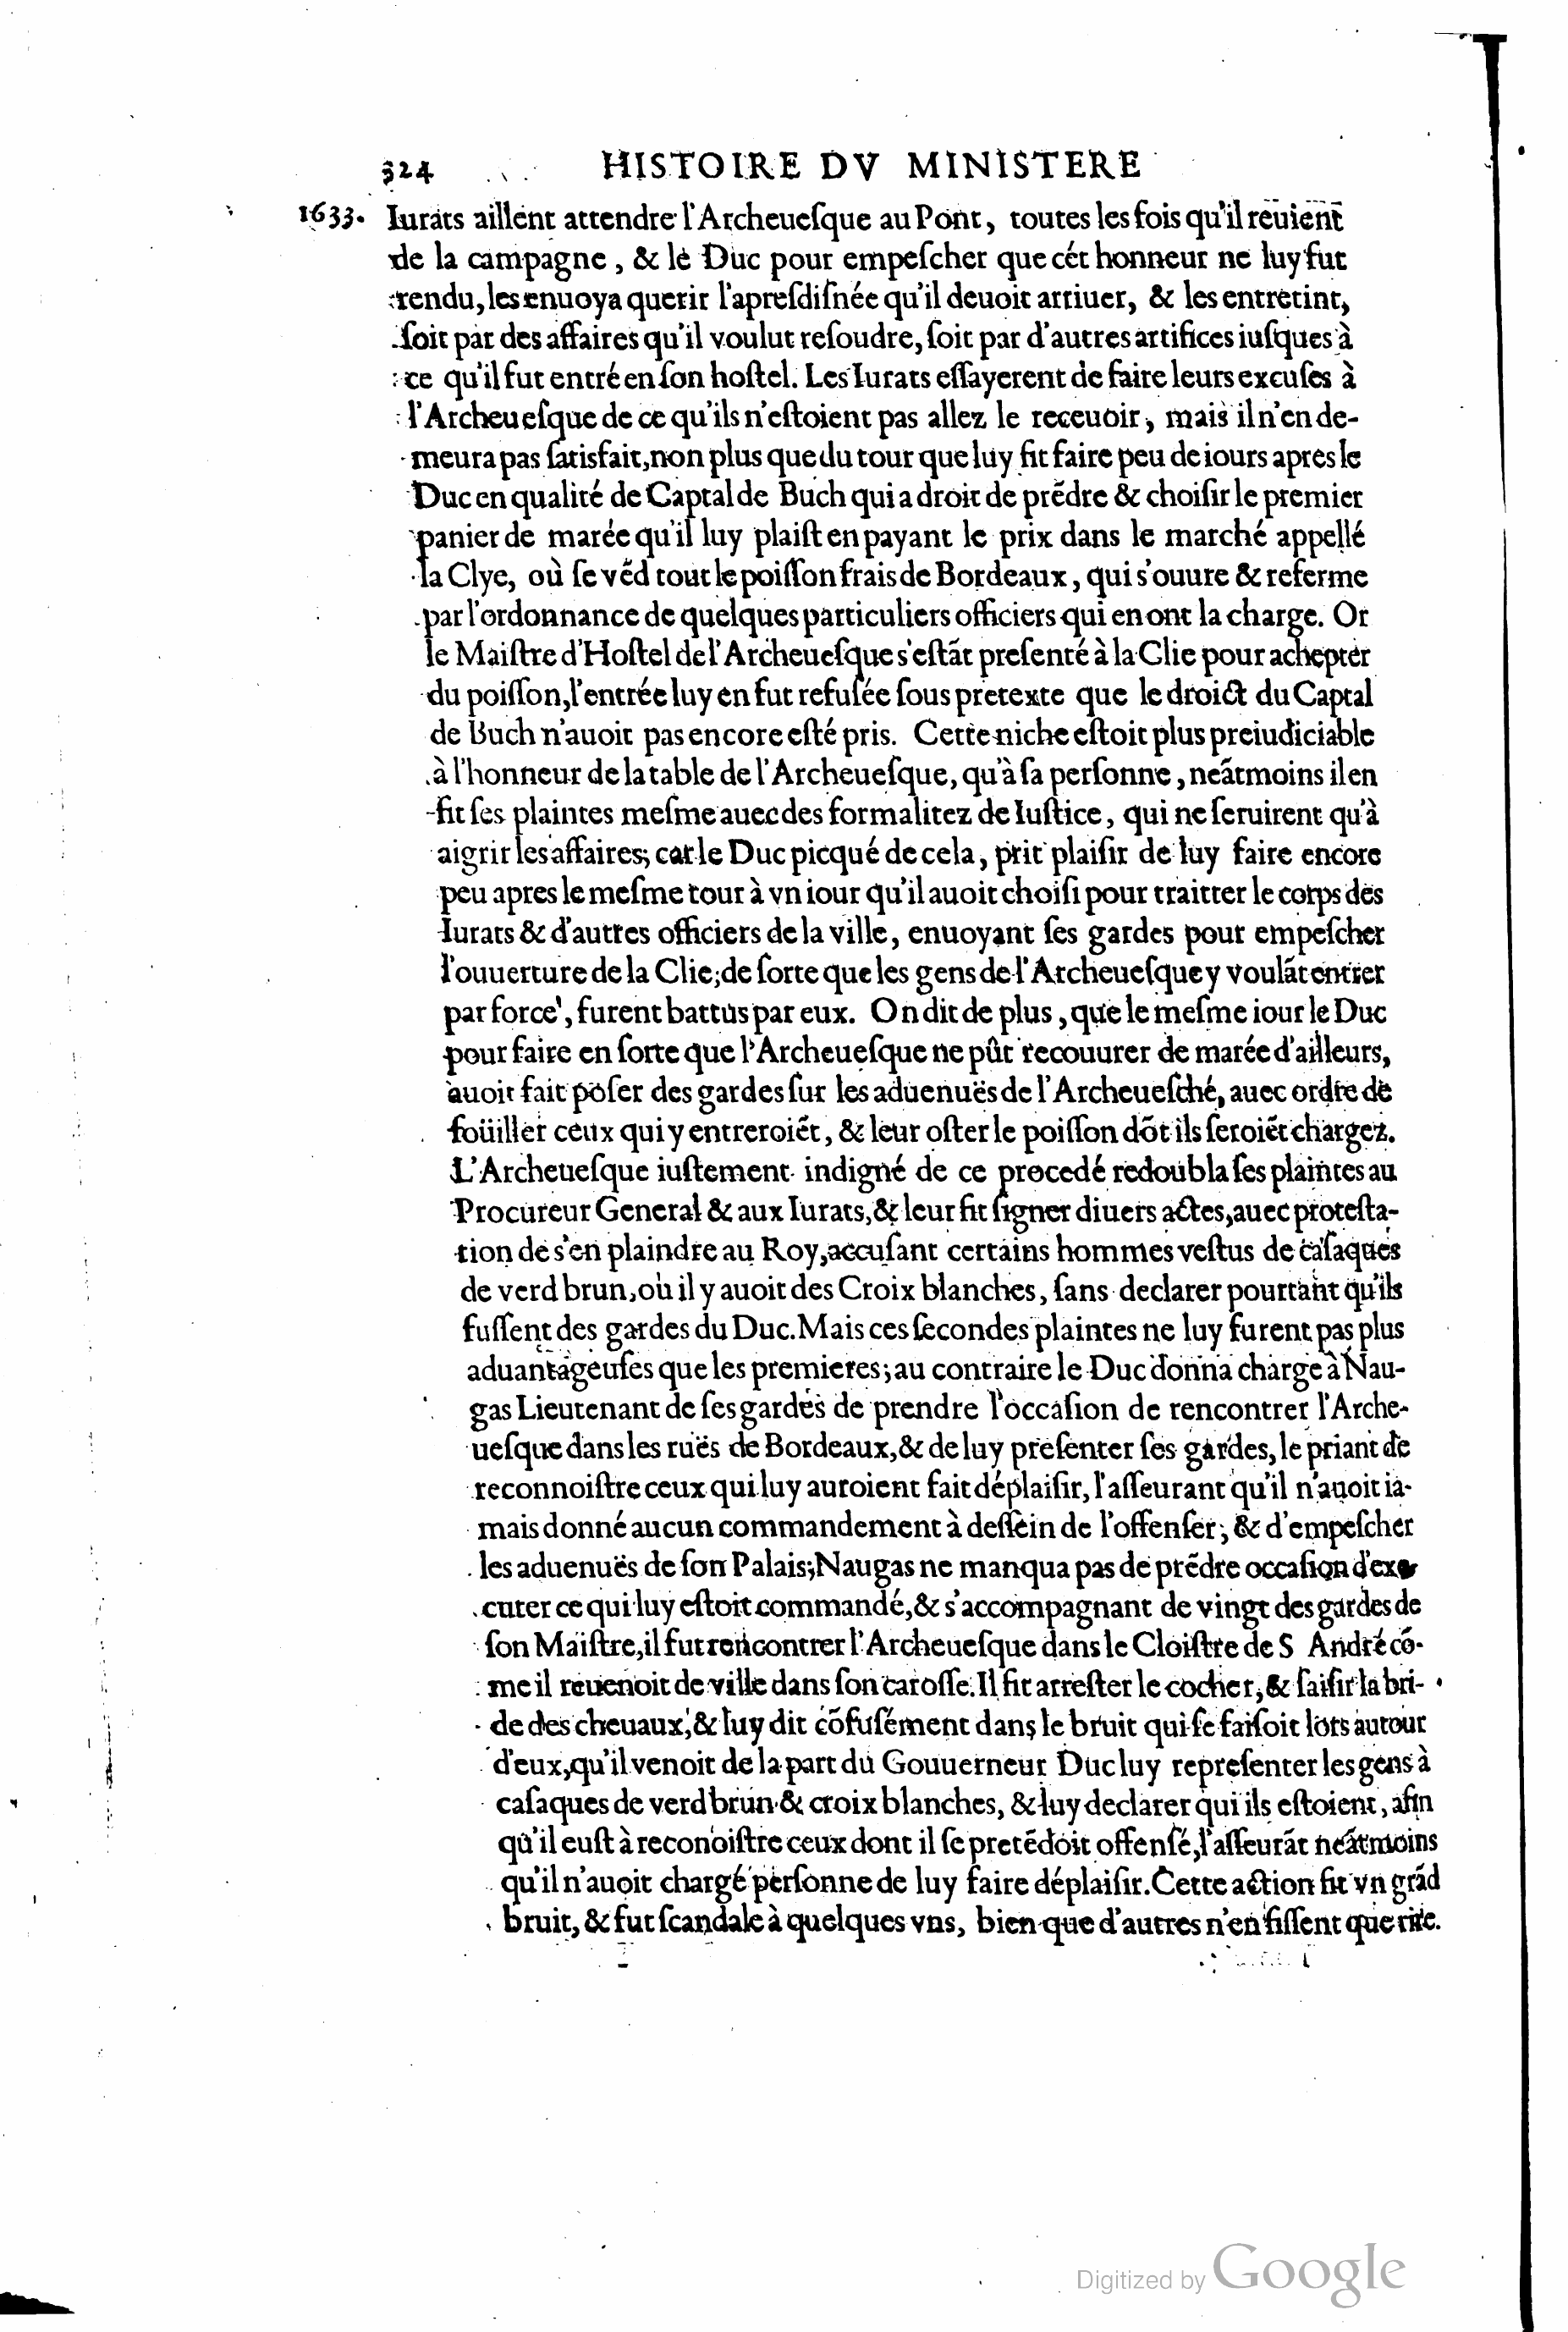 324 HISTOIRE DV MINISTERE
1633. Iurats aillent attendre l'Archeueſque au Pont, toutes les fois qu'il reuient
de la campagne, & le Duc pour empeſcher que cét honneur ne luy fut
rendu, les enuoya querir l'apreſdiſnée qu'il deuoit arriuer, & les entretint,
ſoit par des affaires qu'il voulut reſoudre, ſoit par d'autres artifices iuſques à
ce qu'il fut entré en ſon hoſtel. Les Iurats eſſayerent de faire leurs excuſes à
l'Archeueſque de ce qu'ils n'eſtoient pas allez le receuoir, mais il n'en de-
meura pas ſatisfait, non plus que du tour que luy fit faire peu de iours apres le
Duc en qualité de Captal de Buch qui a droit de prẽdre & choiſir le premier
panier de marée qu'il luy plaiſt en payant le prix dans le marché appellé
la Clye, où ſe vẽd tout le poiſſon frais de Bordeaux, qui s'ouure & referme
par l'ordonnance de quelques particuliers officiers qui en ont la charge. Or
le Maiſtre d'Hoſtel de l'Archeueſque s'eſtãt preſenté à la Clie pour achepter
du poiſſon, l'entrée luy en fut refuſée ſous pretexte que le droict du Captal
de Buch n'auoit pas encore eſté pris. Cette niche eſtoit plus preiudiciable
à l'honneur de la table de l'Archeueſque, qu'à ſa perſonne, neãtmoins il en
fit ſes plaintes meſme auec des formalitez de Iuſtice, qui ne ſeruirent qu'à
aigrir les affaires; car le Duc picqué de cela, prit plaiſir de luy faire encore
peu apres le meſme tour à vn iour qu'il auoit choiſi pour traitter le corps des
Iurats & d'autres officiers de la ville, enuoyant ſes gardes pour empeſcher
l'ouuerture de la Clie; de ſorte que les gens de l'Archeueſque y voulãt entrer
par force, furent battus par eux. On dit de plus, que le meſme iour le Duc
pour faire en ſorte que l'Archeueſque ne pût recouurer de marée d'ailleurs,
auoit fait poſer des gardes ſur les aduenuës de l'Archeueſché, auec ordre de
foüiller ceux qui y entreroiẽt, & leur oſter le poiſſon dõt ils ſeroiẽt chargez.
L'Archeueſque iuſtement indigné de ce procedé redoubla ſes plaintes au
Procureur General & aux Iurats, & leur fit ſigner diuers actes, auec proteſta-
tion de s'en plaindre au Roy, accuſant certains hommes veſtus de caſaques
de verd brun, où il y auoit des Croix blanches, ſans declarer pourtant qu'ils
fuſſent des gardes du Duc. Mais ces ſecondes plaintes ne luy furent pas plus
aduantageuſes que les premieres; au contraire le Duc donna charge à Nau-
gas Lieutenant de ſes gardes de prendre l'occaſion de rencontrer l'Arche-
ueſque dans les ruës de Bordeaux, & de luy preſenter ſes gardes, le priant de
reconnoiſtre ceux qui luy auroient fait déplaiſir, l'aſſeurant qu'il n'auoit ia-
mais donné aucun commandement à deſſein de l'offenſer, & d'empeſcher
les aduenuës de ſon Palais; Naugas ne manqua pas de prẽdre occaſion d'exe
cuter ce qui luy eſtoit commandé, & s'accompagnant de vingt des gardes de
ſon Maiſtre, il fut rencontrer l'Archeueſque dans le Cloiſtre de S André cõ-
me il reuenoit de ville dans ſon caroſſe. Il fit arreſter le cocher, & ſaiſir la bri-
de des cheuaux, & luy dit cõfuſément dans le bruit qui ſe faiſoit lors autour
d'eux, qu'il venoit de la part du Gouuerneur Duc luy repreſenter les gens à
caſaques de verd brun & croix blanches, & luy declarer qui ils eſtoient, afin
qu'il euſt à reconoiſtre ceux dont il ſe pretẽdoit offenſé, l'aſſeurãt neãtmoins
qu'il n'auoit chargé perſonne de luy faire déplaiſir. Cette action fit vn grãd
bruit, & fut ſcandale à quelques vns, bien que d'autres n'en fiſſent que rire.
Digitized by Google